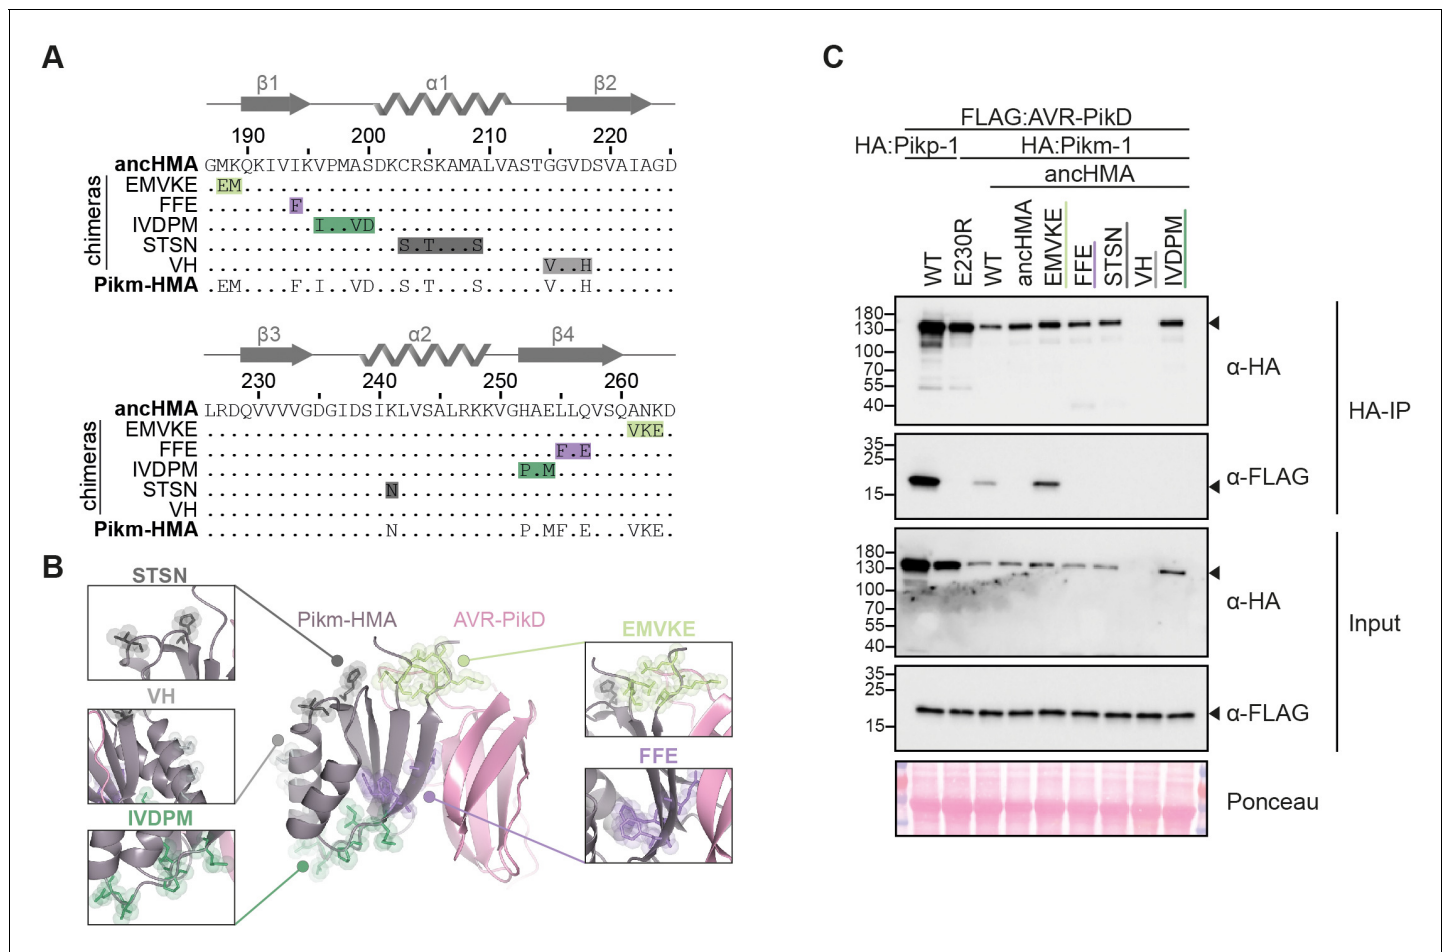 A
β1 α1 β2
190 200 210 220
ancHMA GMKQKIVIKVPMASDKCRSKAMALVASTGGVDSVAIAGD
chimeras
EMVKE .EM....................................
FFE .......F...............................
IVDPM .........I..VD.........................
STSN ................S.T...S................
VH ............................V..H.......
Pikm-HMA .EM....F.I..VD..S.T...S.....V..H.......
β3 α2 β4
230 240 250 260
ancHMA LRDQVVVVGDGIDSIKLVSALRKKVGHAELLQVSQANKD
chimeras
EMVKE ...................................VKE.
FFE .............................F.E.......
IVDPM ..........................P.M..........
STSN ...............N.......................
VH .......................................
Pikm-HMA ...............N..........P.MF.E...VKE.
B
STSN
VH
IVDPM
Pikm-HMA
AVR-PikD
EMVKE
FFE
C
FLAG:AVR-PikD
HA:Pikp-1 HA:Pikm-1
ancHMA
WT
E230R
WT
ancHMA
EMVKE
FFE
STSN
VH
IVDPM
180
130
100
70
55
40
α-HA
35
25
15
α-FLAG
HA-IP
180
130
100
70
55
40
α-HA
35
25
15
α-FLAG
Input
Ponceau